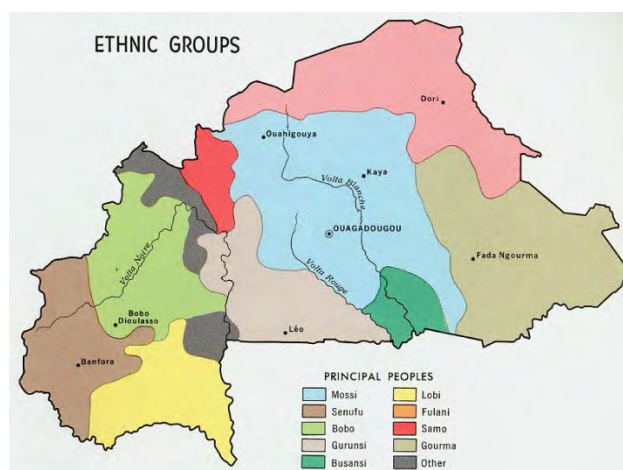 ETHNIC GROUPS
Dori
Ouahigouya
Kaya
Volta Blanche
OUAGADOUGOU
Volta Noire
Fada Ngourma
Volta Rouge
Bobo
Dioulasso
Léo
Banfora
PRINCIPAL PEOPLES
Mossi
Lobi
Senufu
Fulani
Bobo
Samo
Gurunsi
Gourma
Busansi
Other